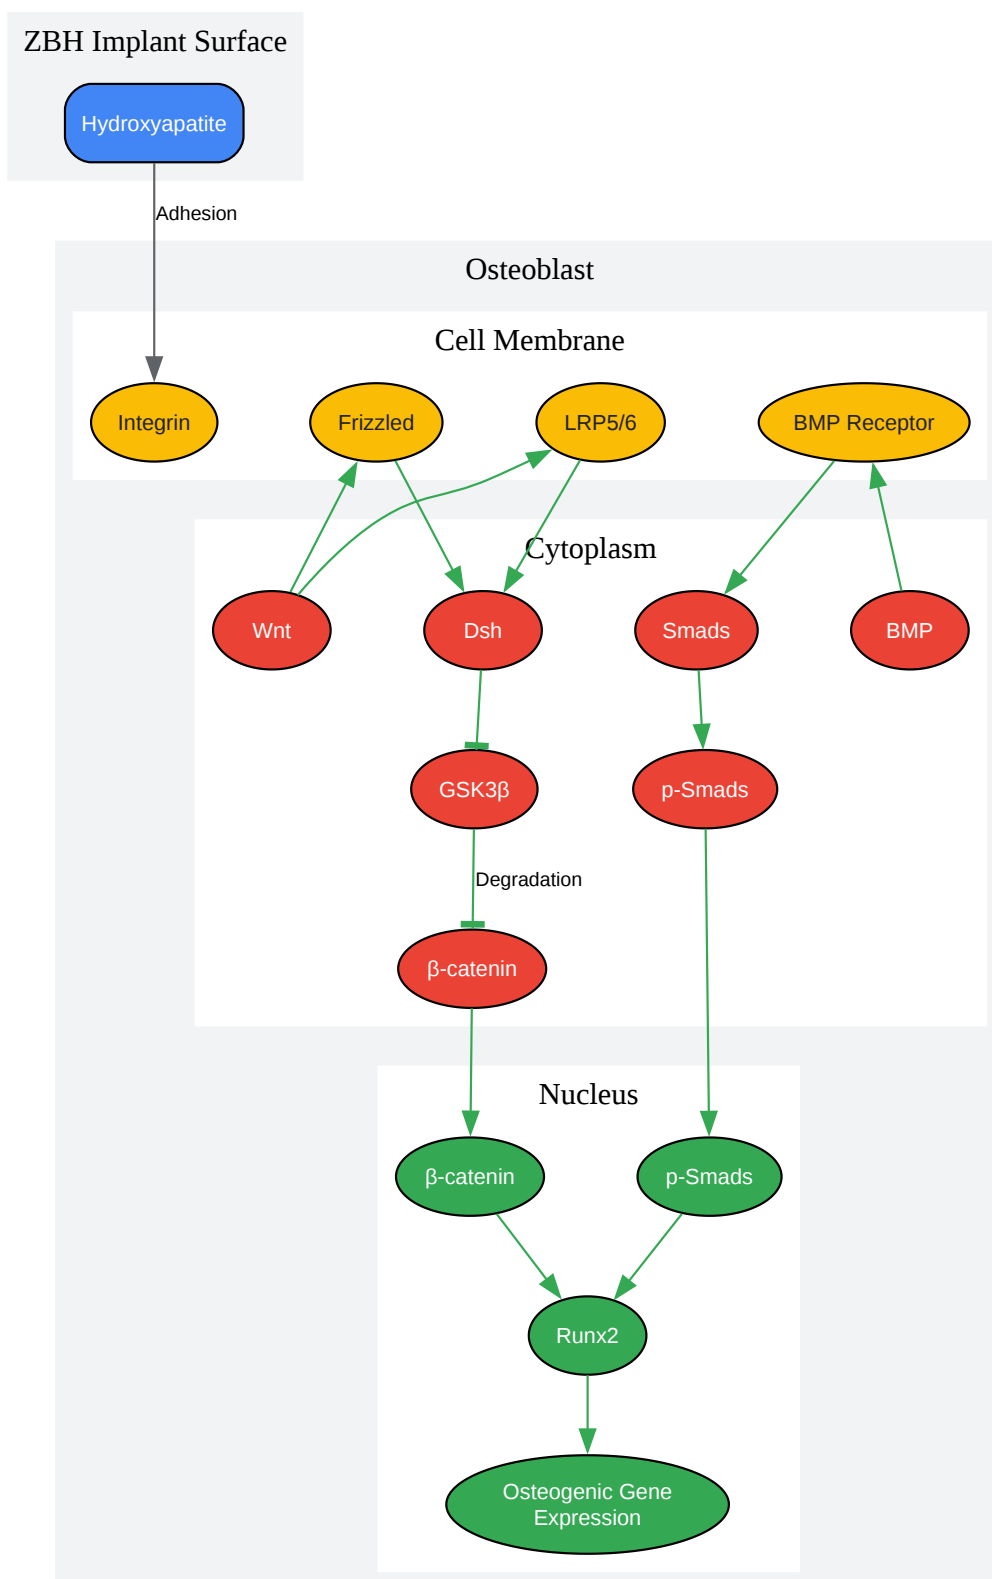 ZBH Implant Surface
Hydroxyapatite
Adhesion
Osteoblast
Cell Membrane
Integrin
Frizzled
LRP5/6
BMP Receptor
Cytoplasm
Wnt
Dsh
Smads
BMP
GSK3β
p-Smads
Degradation
β-catenin
Nucleus
β-catenin
p-Smads
Runx2
Osteogenic Gene
Expression